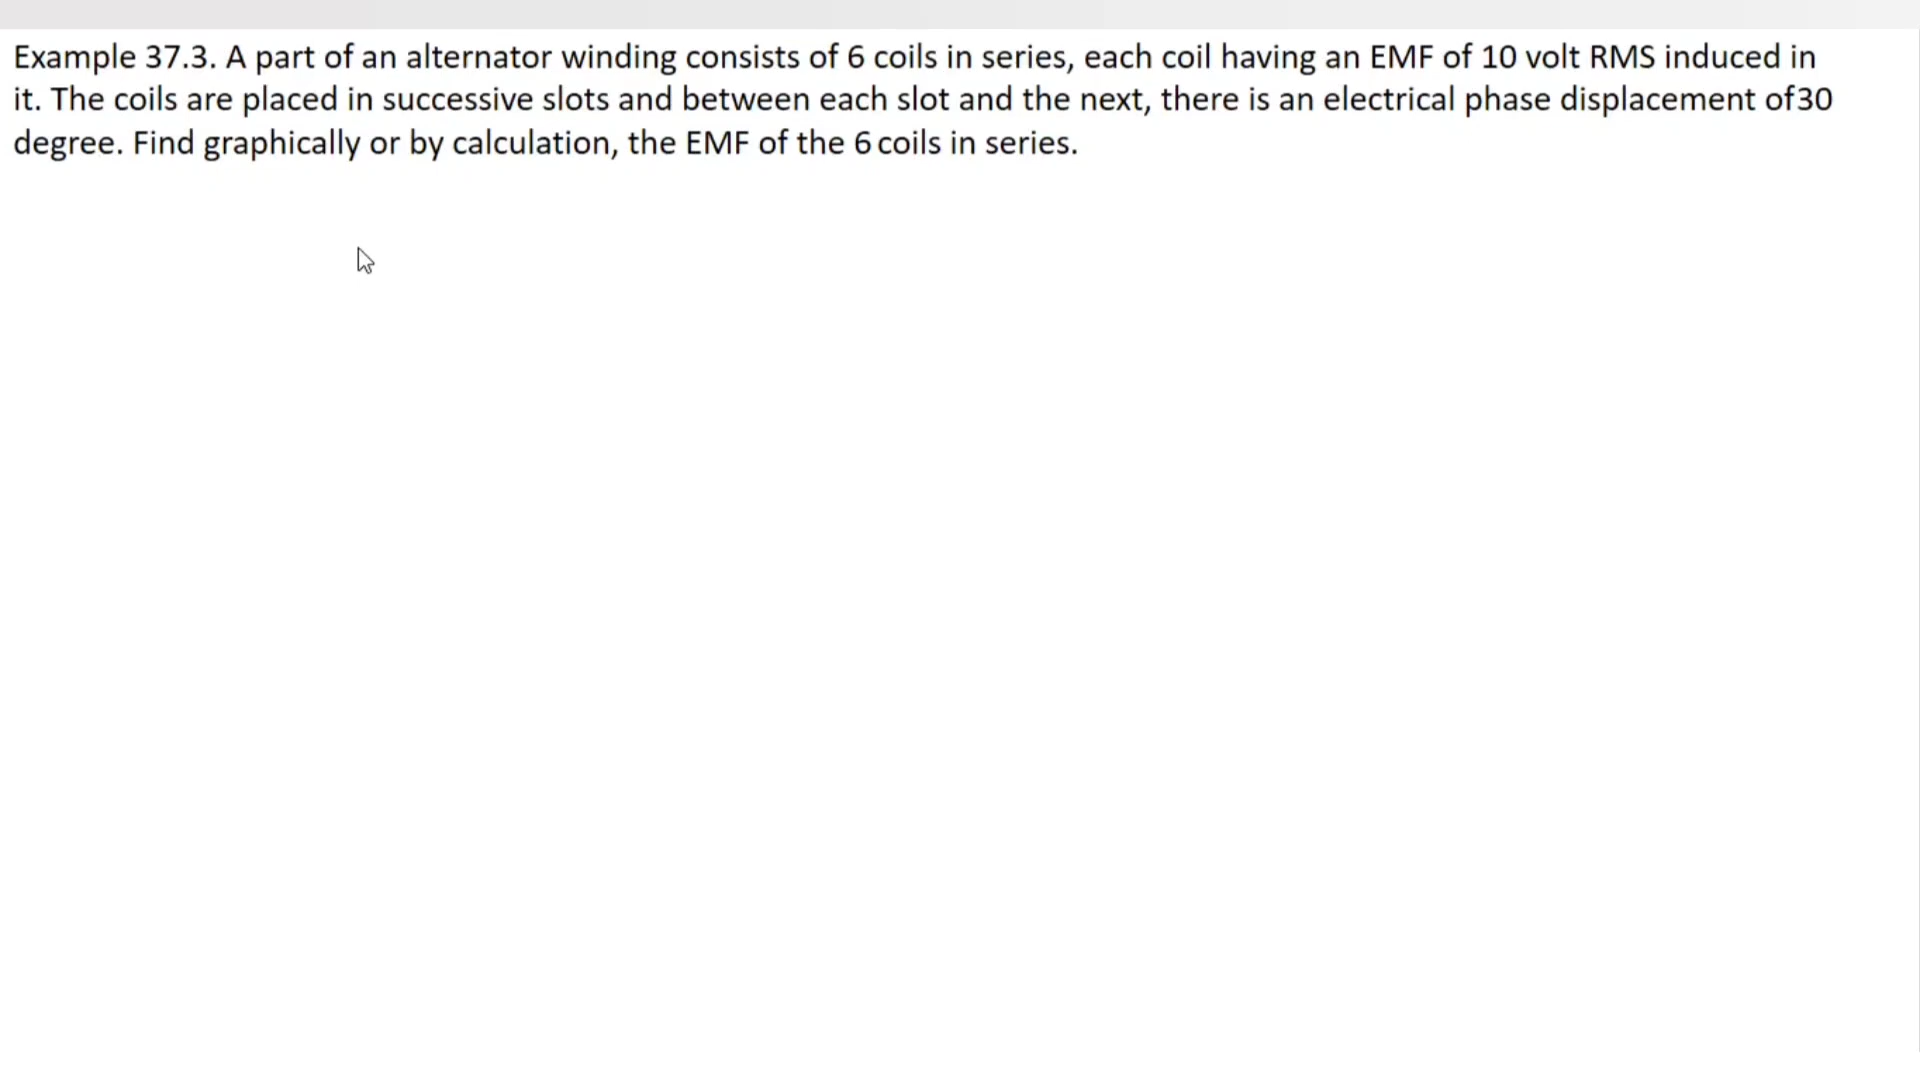 Example 37.3. A part of an alternator winding consists of 6 coils in series, each coil having an EMF of 10 volt RMS induced in
it. The coils are placed in successive slots and between each slot and the next, there is an electrical phase displacement of30
degree. Find graphically or by calculation, the EMF of the 6 coils in series.